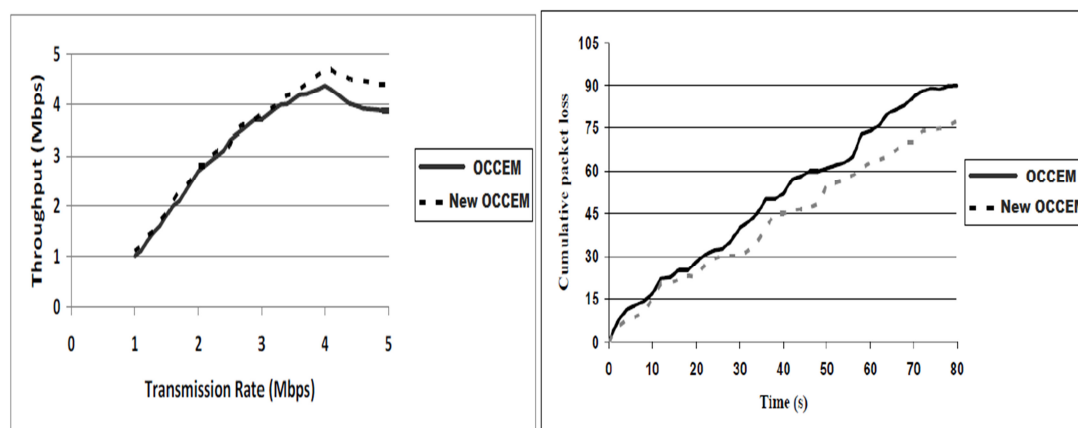 Throughput (Mbps)
5
4
3
2
1
0
0 1 2 3 4 5
Transmission Rate (Mbps)
OCCEM
New OCCEM
Cumulative packet loss
90
75
60
45
30
15
0
0 10 20 30 40 50 60 70 80
Time (s)
OCCEM
New OCCEM